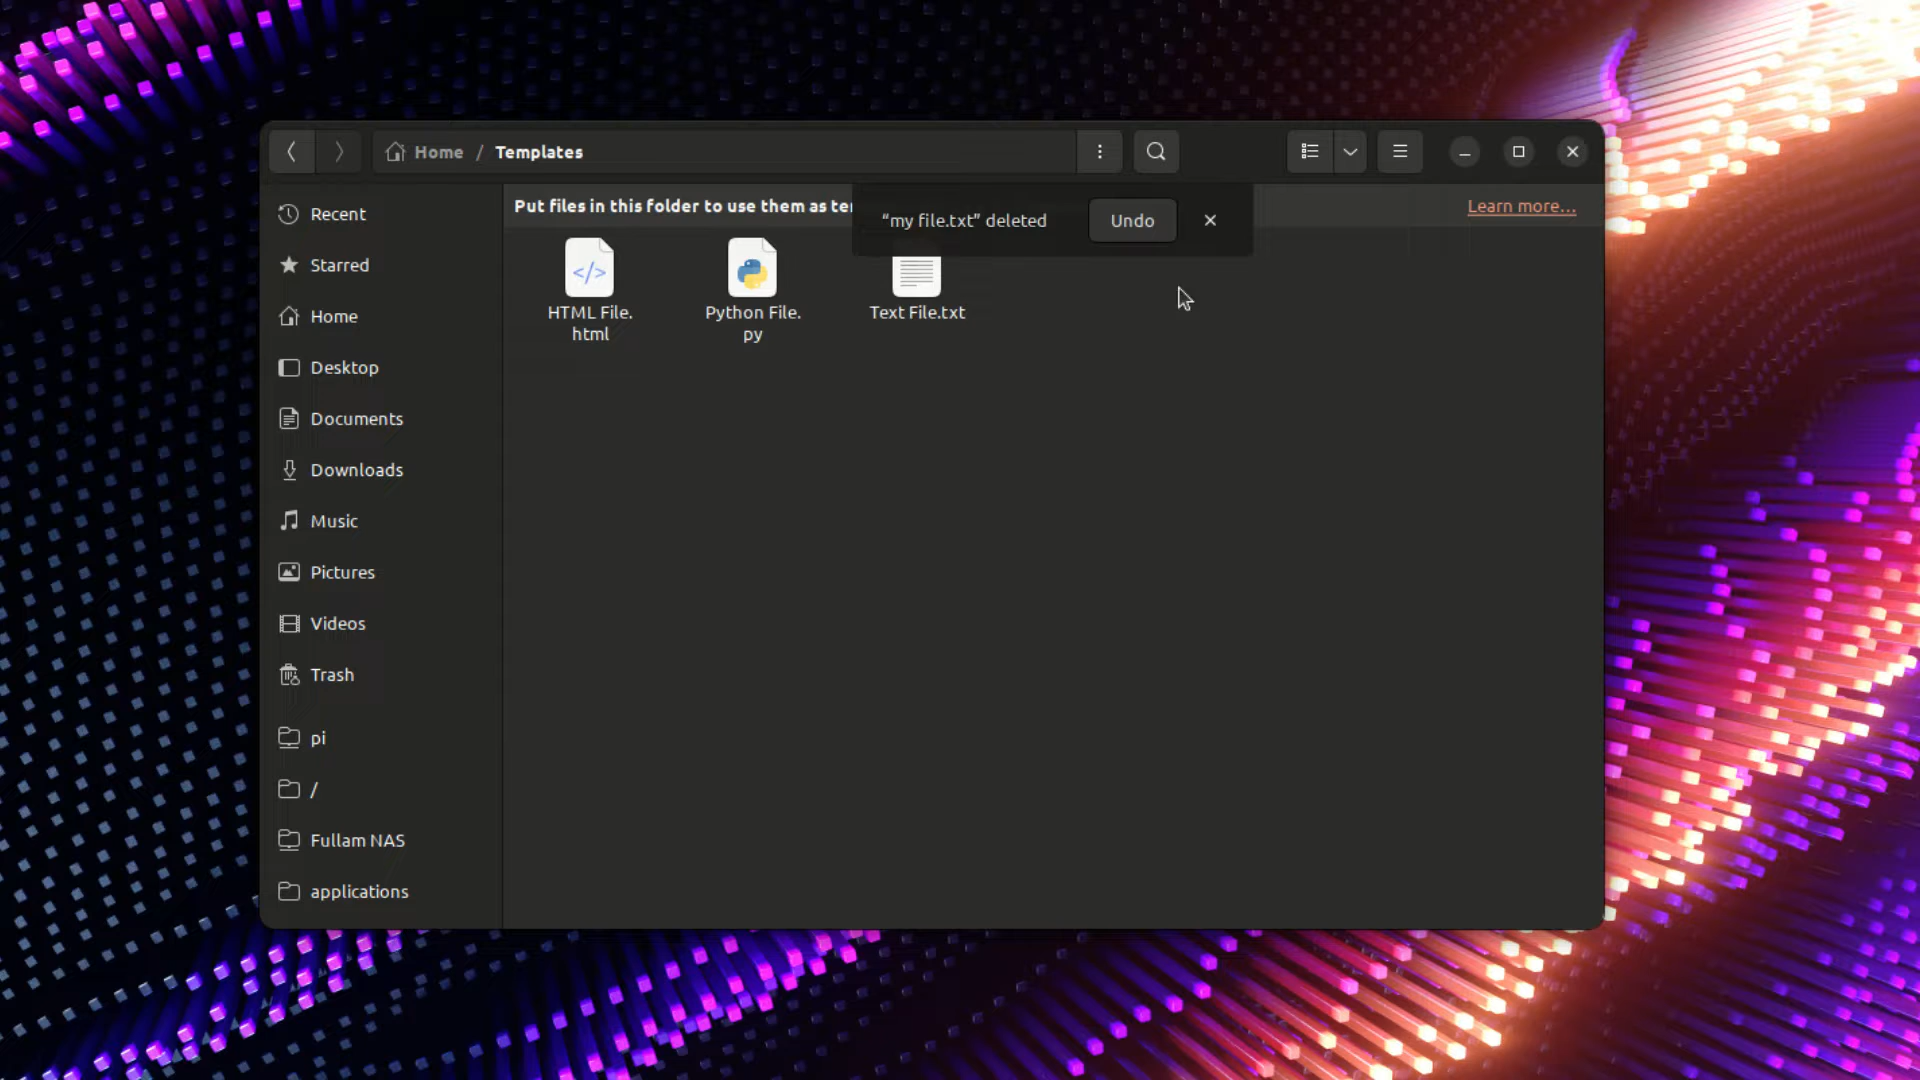 Home / Templates
Recent
Starred
Home
Desktop
Documents
Downloads
Music
Pictures
Videos
Trash
pi
/
Fullam NAS
applications
Put files in this folder to use them as
Learn more...
“my file.txt” deleted
Undo
HTML File.
html
Python File.
py
Text File.txt